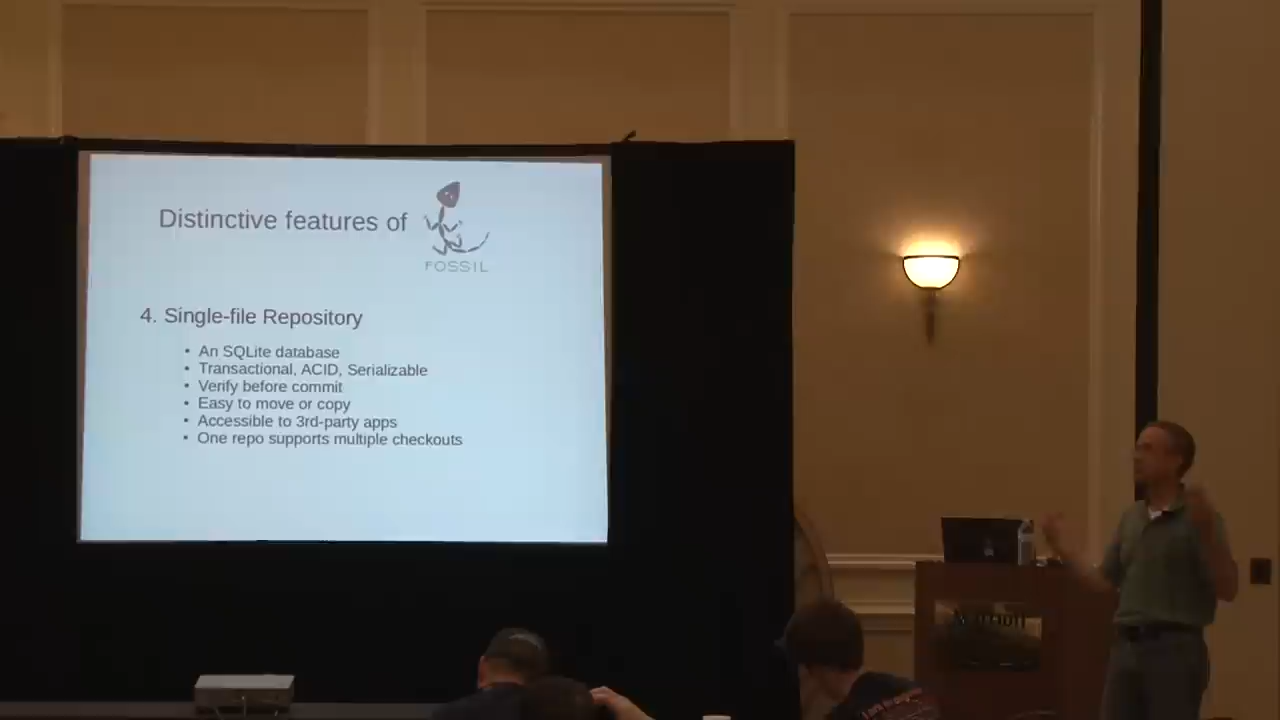 Distinctive features of
FOSSIL
4. Single-file Repository
• An SQLite database
• Transactional, ACID, Serializable
• Verify before commit
• Easy to move or copy
• Accessible to 3rd-party apps
• One repo supports multiple checkouts